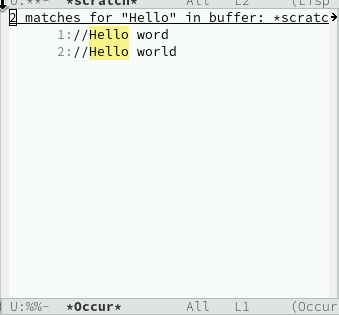 U:**-  *scratch*      All   L2     (Lisp
2 matches for "Hello" in buffer: *scratc
      1://Hello word
      2://Hello world
U:%%-  *Occur*        All   L1     (Occur